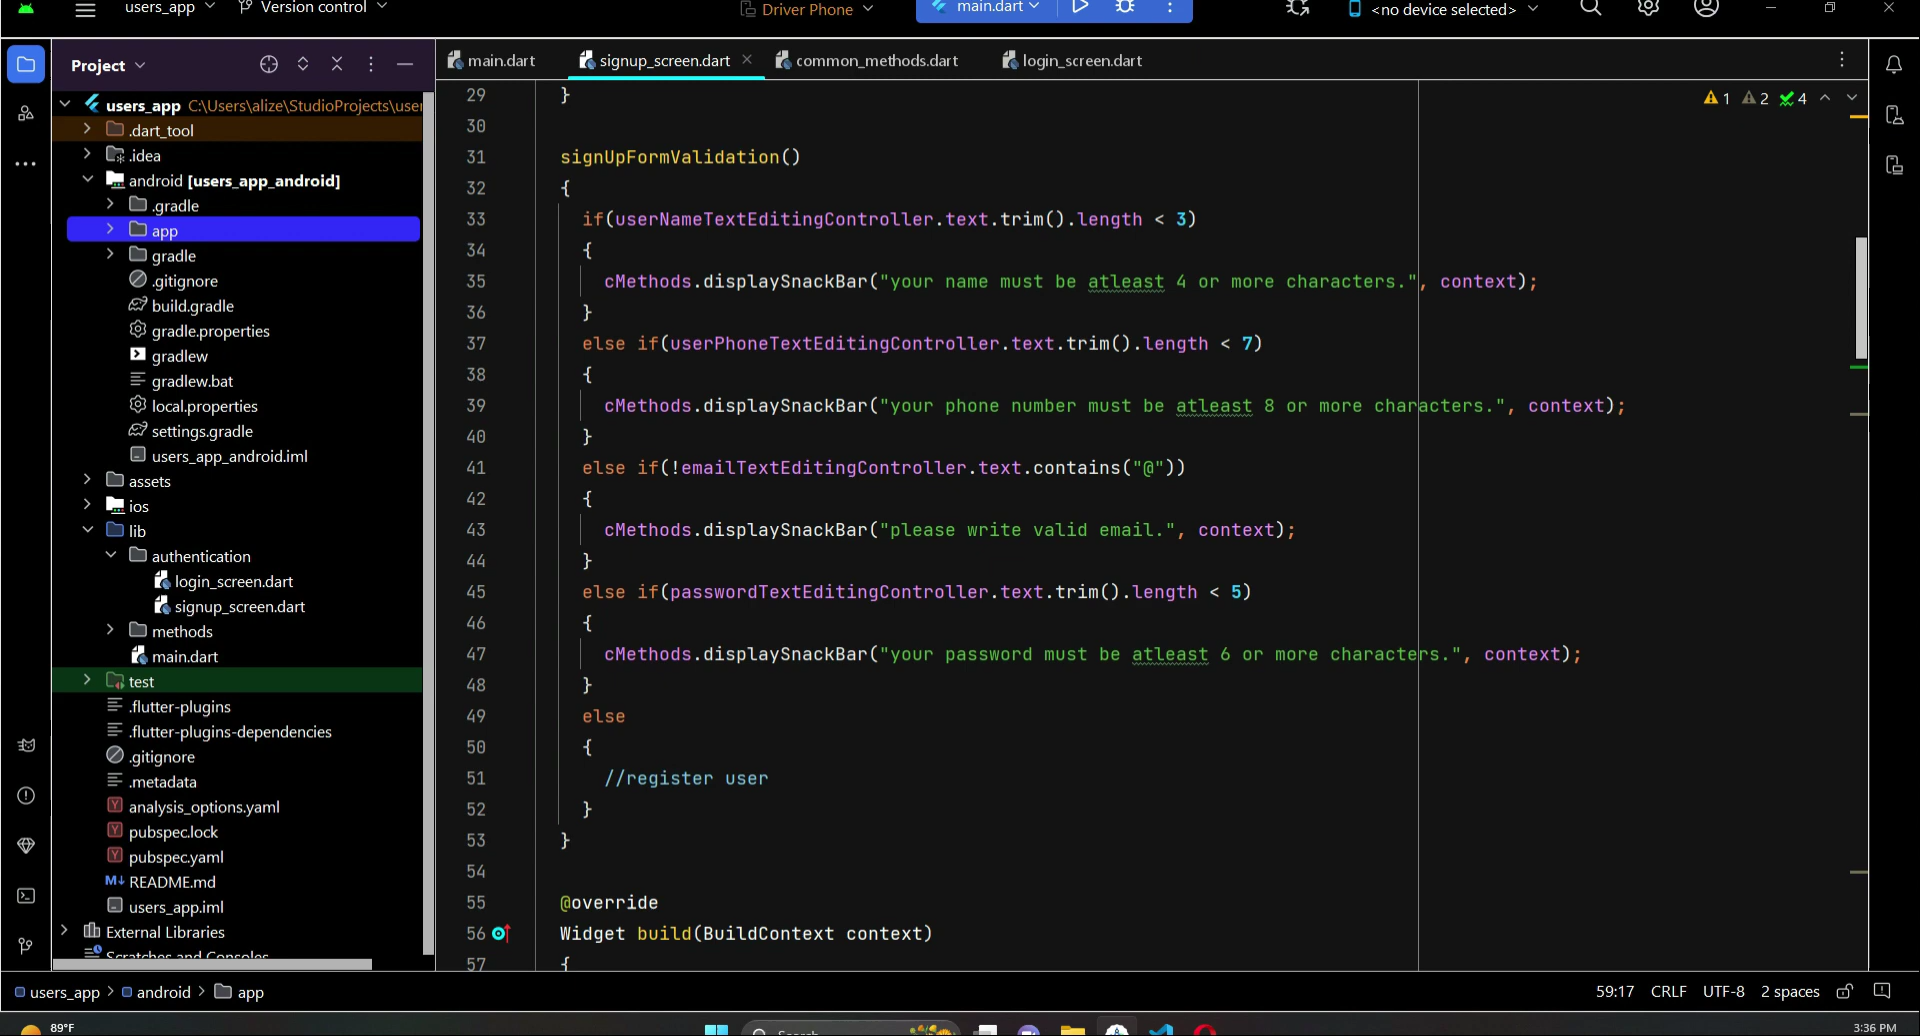 users_app
Version control
Driver Phone
main.dart
<no device selected>
Project
main.dart
signup_screen.dart
common_methods.dart
login_screen.dart
users_app C:\Users\alize\StudioProjects\user
.dart_tool
.idea
android [users_app_android]
.gradle
app
gradle
.gitignore
build.gradle
gradle.properties
gradlew
gradlew.bat
local.properties
settings.gradle
users_app_android.iml
assets
ios
lib
authentication
login_screen.dart
signup_screen.dart
methods
main.dart
test
.flutter-plugins
.flutter-plugins-dependencies
.gitignore
.metadata
analysis_options.yaml
pubspec.lock
pubspec.yaml
README.md
users_app.iml
External Libraries
Scratches and Consoles
1 2 4
29 }
30
31 signUpFormValidation()
32 {
33 if(userNameTextEditingController.text.trim().length < 3)
34 {
35 cMethods.displaySnackBar("your name must be atleast 4 or more characters.", context);
36 }
37 else if(userPhoneTextEditingController.text.trim().length < 7)
38 {
39 cMethods.displaySnackBar("your phone number must be atleast 8 or more characters.", context);
40 }
41 else if(!emailTextEditingController.text.contains("@"))
42 {
43 cMethods.displaySnackBar("please write valid email.", context);
44 }
45 else if(passwordTextEditingController.text.trim().length < 5)
46 {
47 cMethods.displaySnackBar("your password must be atleast 6 or more characters.", context);
48 }
49 else
50 {
51 //register user
52 }
53 }
54
55 @override
56 Widget build(BuildContext context)
57 {
users_app > android > app
59:17 CRLF UTF-8 2 spaces
89°F
Search
3:36 PM